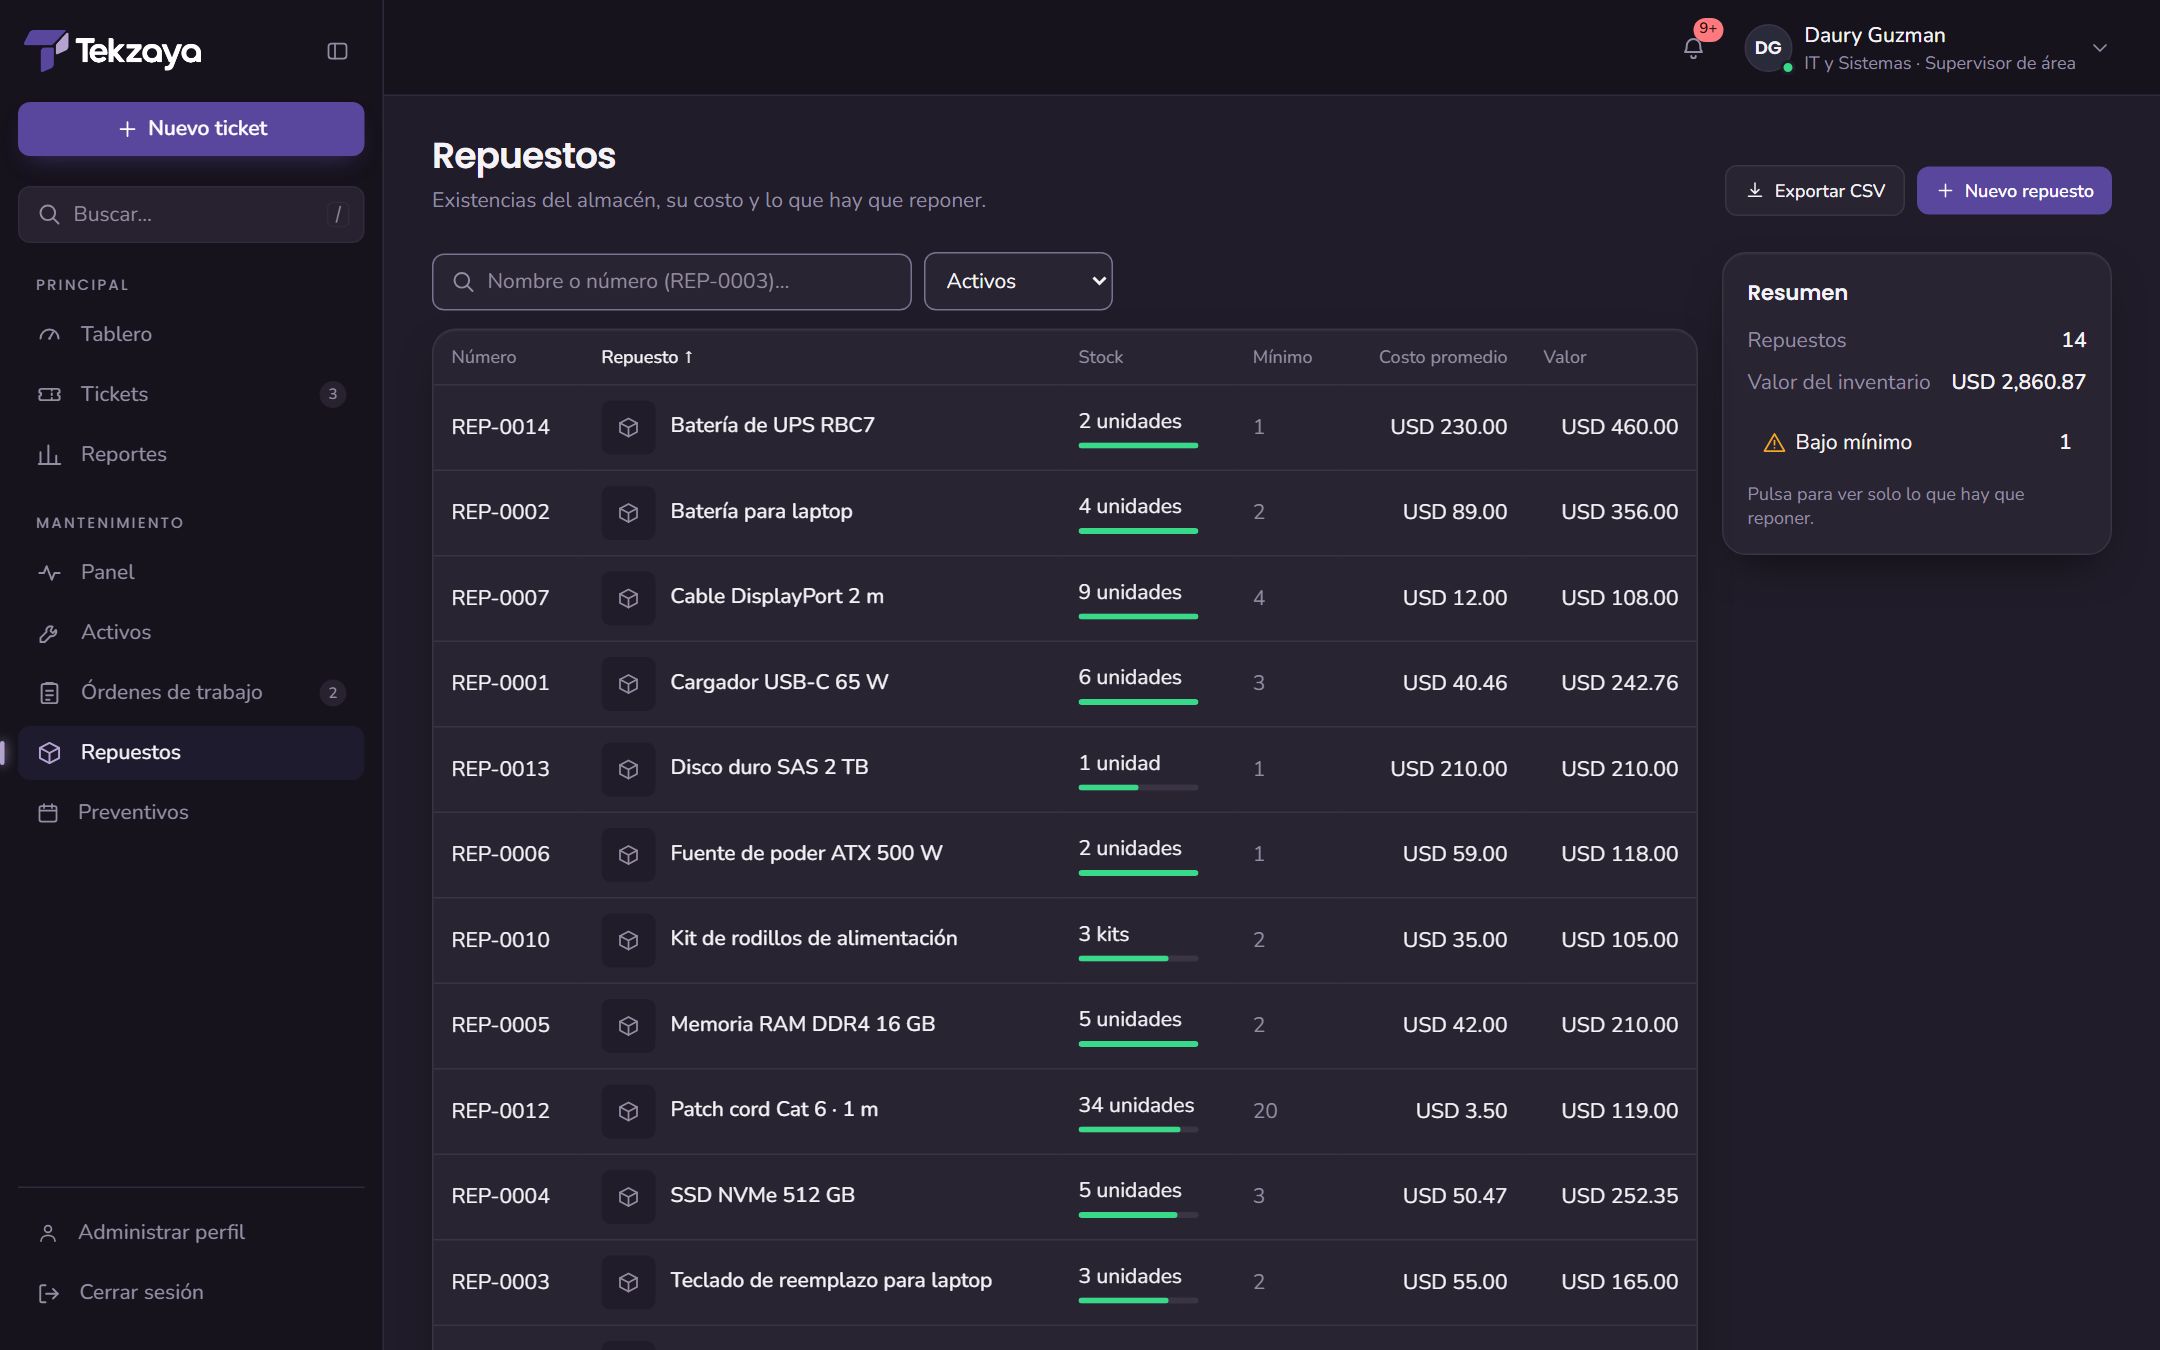 Tekzaya
Nuevo ticket
Buscar...
/
PRINCIPAL
Tablero
Tickets 3
Reportes
MANTENIMIENTO
Panel
Activos
Órdenes de trabajo 2
Repuestos
Preventivos
Administrar perfil
Cerrar sesión
9+
DG
Daury Guzman
IT y Sistemas · Supervisor de área
Repuestos
Existencias del almacén, su costo y lo que hay que reponer.
Exportar CSV
Nuevo repuesto
Nombre o número (REP-0003)...
Activos
Número Repuesto ↑ Stock Mínimo Costo promedio Valor
REP-0014 Batería de UPS RBC7 2 unidades 1 USD 230.00 USD 460.00
REP-0002 Batería para laptop 4 unidades 2 USD 89.00 USD 356.00
REP-0007 Cable DisplayPort 2 m 9 unidades 4 USD 12.00 USD 108.00
REP-0001 Cargador USB-C 65 W 6 unidades 3 USD 40.46 USD 242.76
REP-0013 Disco duro SAS 2 TB 1 unidad 1 USD 210.00 USD 210.00
REP-0006 Fuente de poder ATX 500 W 2 unidades 1 USD 59.00 USD 118.00
REP-0010 Kit de rodillos de alimentación 3 kits 2 USD 35.00 USD 105.00
REP-0005 Memoria RAM DDR4 16 GB 5 unidades 2 USD 42.00 USD 210.00
REP-0012 Patch cord Cat 6 · 1 m 34 unidades 20 USD 3.50 USD 119.00
REP-0004 SSD NVMe 512 GB 5 unidades 3 USD 50.47 USD 252.35
REP-0003 Teclado de reemplazo para laptop 3 unidades 2 USD 55.00 USD 165.00
Resumen
Repuestos 14
Valor del inventario USD 2,860.87
Bajo mínimo 1
Pulsa para ver solo lo que hay que
reponer.